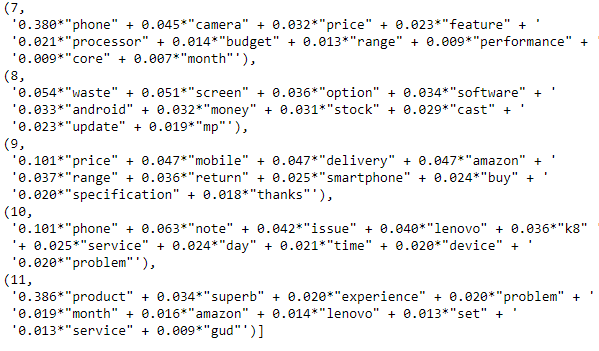 (7,
'0.380*"phone" + 0.045*"camera" + 0.032*"price" + 0.023*"feature" + '
'0.021*"processor" + 0.014*"budget" + 0.013*"range" + 0.009*"performance" + '
'0.009*"core" + 0.007*"month"'),
(8,
'0.054*"waste" + 0.051*"screen" + 0.036*"option" + 0.034*"software" + '
'0.033*"android" + 0.032*"money" + 0.031*"stock" + 0.029*"cast" + '
'0.023*"update" + 0.019*"mp"'),
(9,
'0.101*"price" + 0.047*"mobile" + 0.047*"delivery" + 0.047*"amazon" + '
'0.037*"range" + 0.036*"return" + 0.025*"smartphone" + 0.024*"buy" + '
'0.020*"specification" + 0.018*"thanks"'),
(10,
'0.101*"phone" + 0.063*"note" + 0.042*"issue" + 0.040*"lenovo" + 0.036*"k8" '
'+ 0.025*"service" + 0.024*"day" + 0.021*"time" + 0.020*"device" + '
'0.020*"problem"'),
(11,
'0.386*"product" + 0.034*"superb" + 0.020*"experience" + 0.020*"problem" + '
'0.019*"month" + 0.016*"amazon" + 0.014*"lenovo" + 0.013*"set" + '
'0.013*"service" + 0.009*"gud"')]